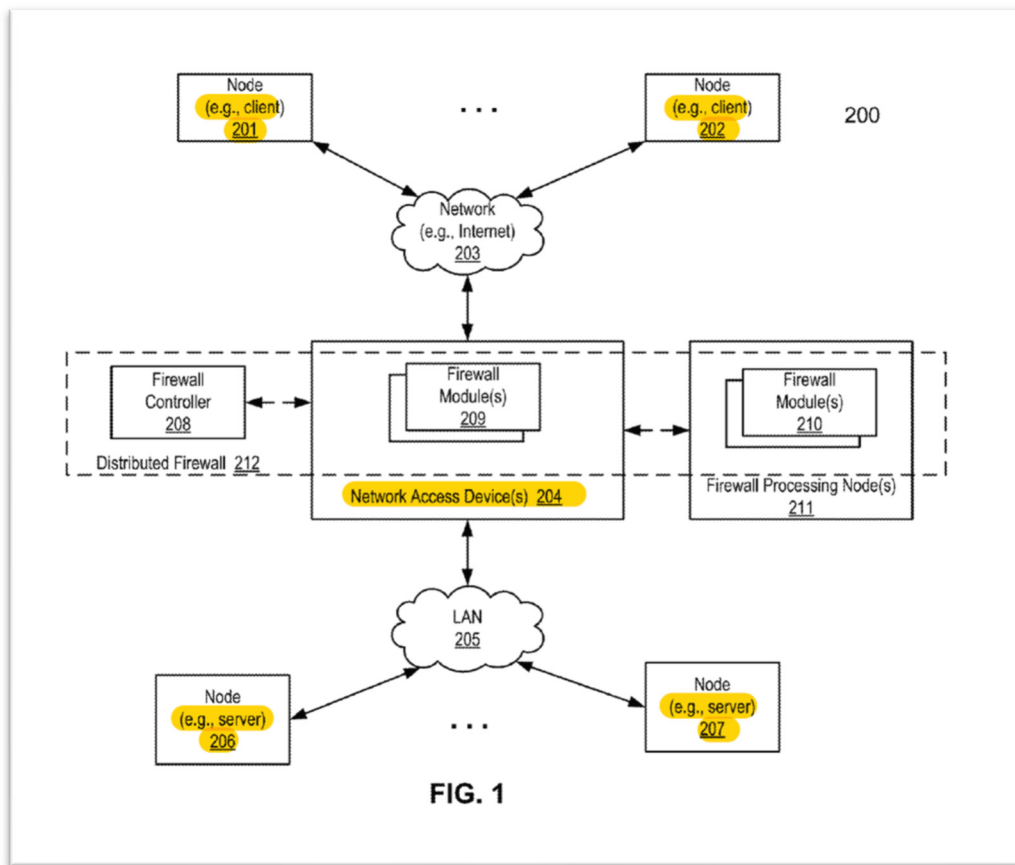 Node
(e.g., client)
201
. . .
Node
(e.g., client)
202
200
Network
(e.g., Internet)
203
Firewall
Controller
208
Distributed Firewall 212
Firewall
Module(s)
209
Network Access Device(s) 204
Firewall
Module(s)
210
Firewall Processing Node(s)
211
LAN
205
Node
(e.g., server)
206
. . .
Node
(e.g., server)
207
FIG. 1